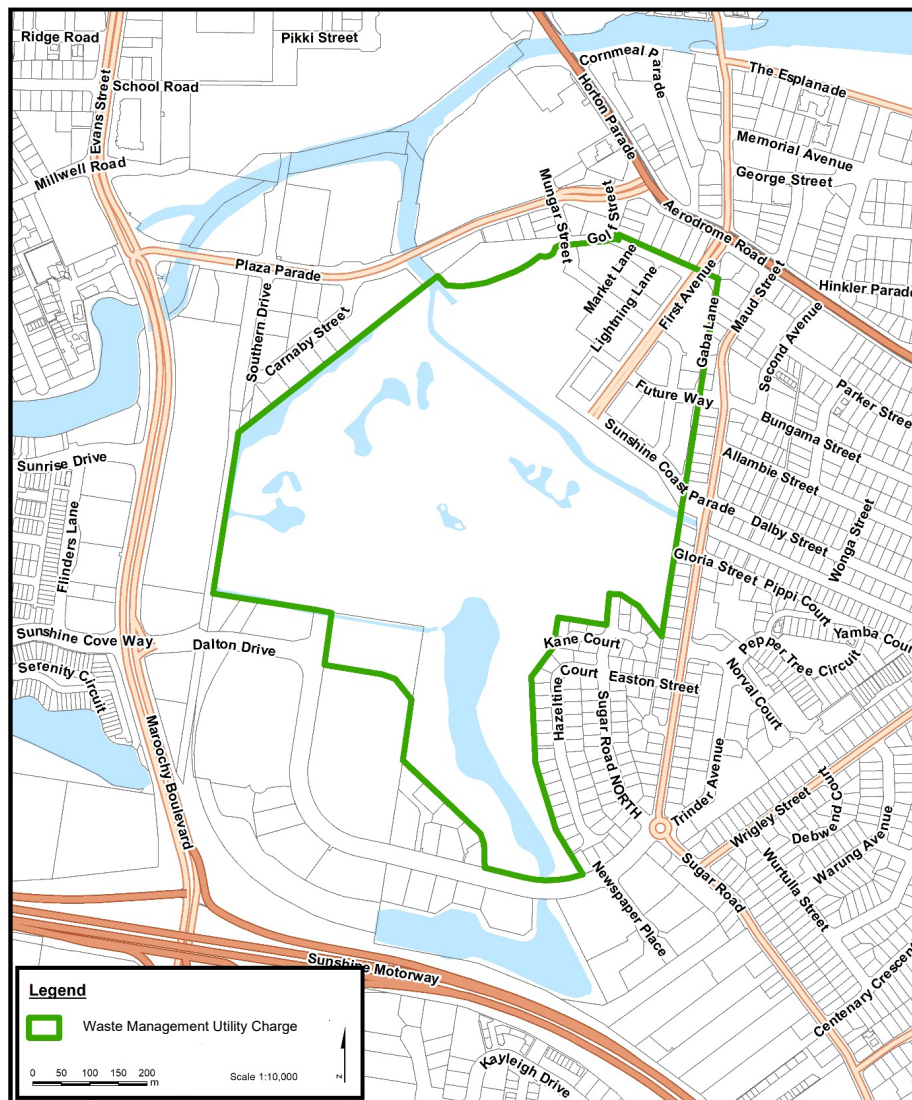 Ridge Road
Pikki Street
Cornmeal Parade
The Esplanade
School Road
Evans Street
Horton Parade
Memorial Avenue
Millwell Road
George Street
Mungar Street
Golf Street
Aerodrome Road
Plaza Parade
Market Lane
Lightning Lane
First Avenue
Gaba Lane
Maud Street
Hinkler Parade
Southern Drive
Carnaby Street
Second Avenue
Future Way
Parker Stree
Bungama Street
Sunshine Coast Parade
Allambie Street
Sunrise Drive
Dalby Street
Wonga Street
Flinders Lane
Gloria Street
Pippi Court
Sunshine Cove Way
Dalton Drive
Kane Court
Pepper Tree Circuit
Yamba Cour
Serenity Circuit
Court
Easton Street
Hazeltine
Sugar Road NORTH
Norval Court
Maroochy Boulevard
Trinder Avenue
Wrigley Street
Debwend Court
Warung Avenue
Wurtulla Street
Sugar Road
Newspaper Place
Sunshine Motorway
Centenary Crescen
Kayleigh Drive
Legend
Waste Management Utility Charge
0 50 100 150 200
m
Scale 1:10,000
z